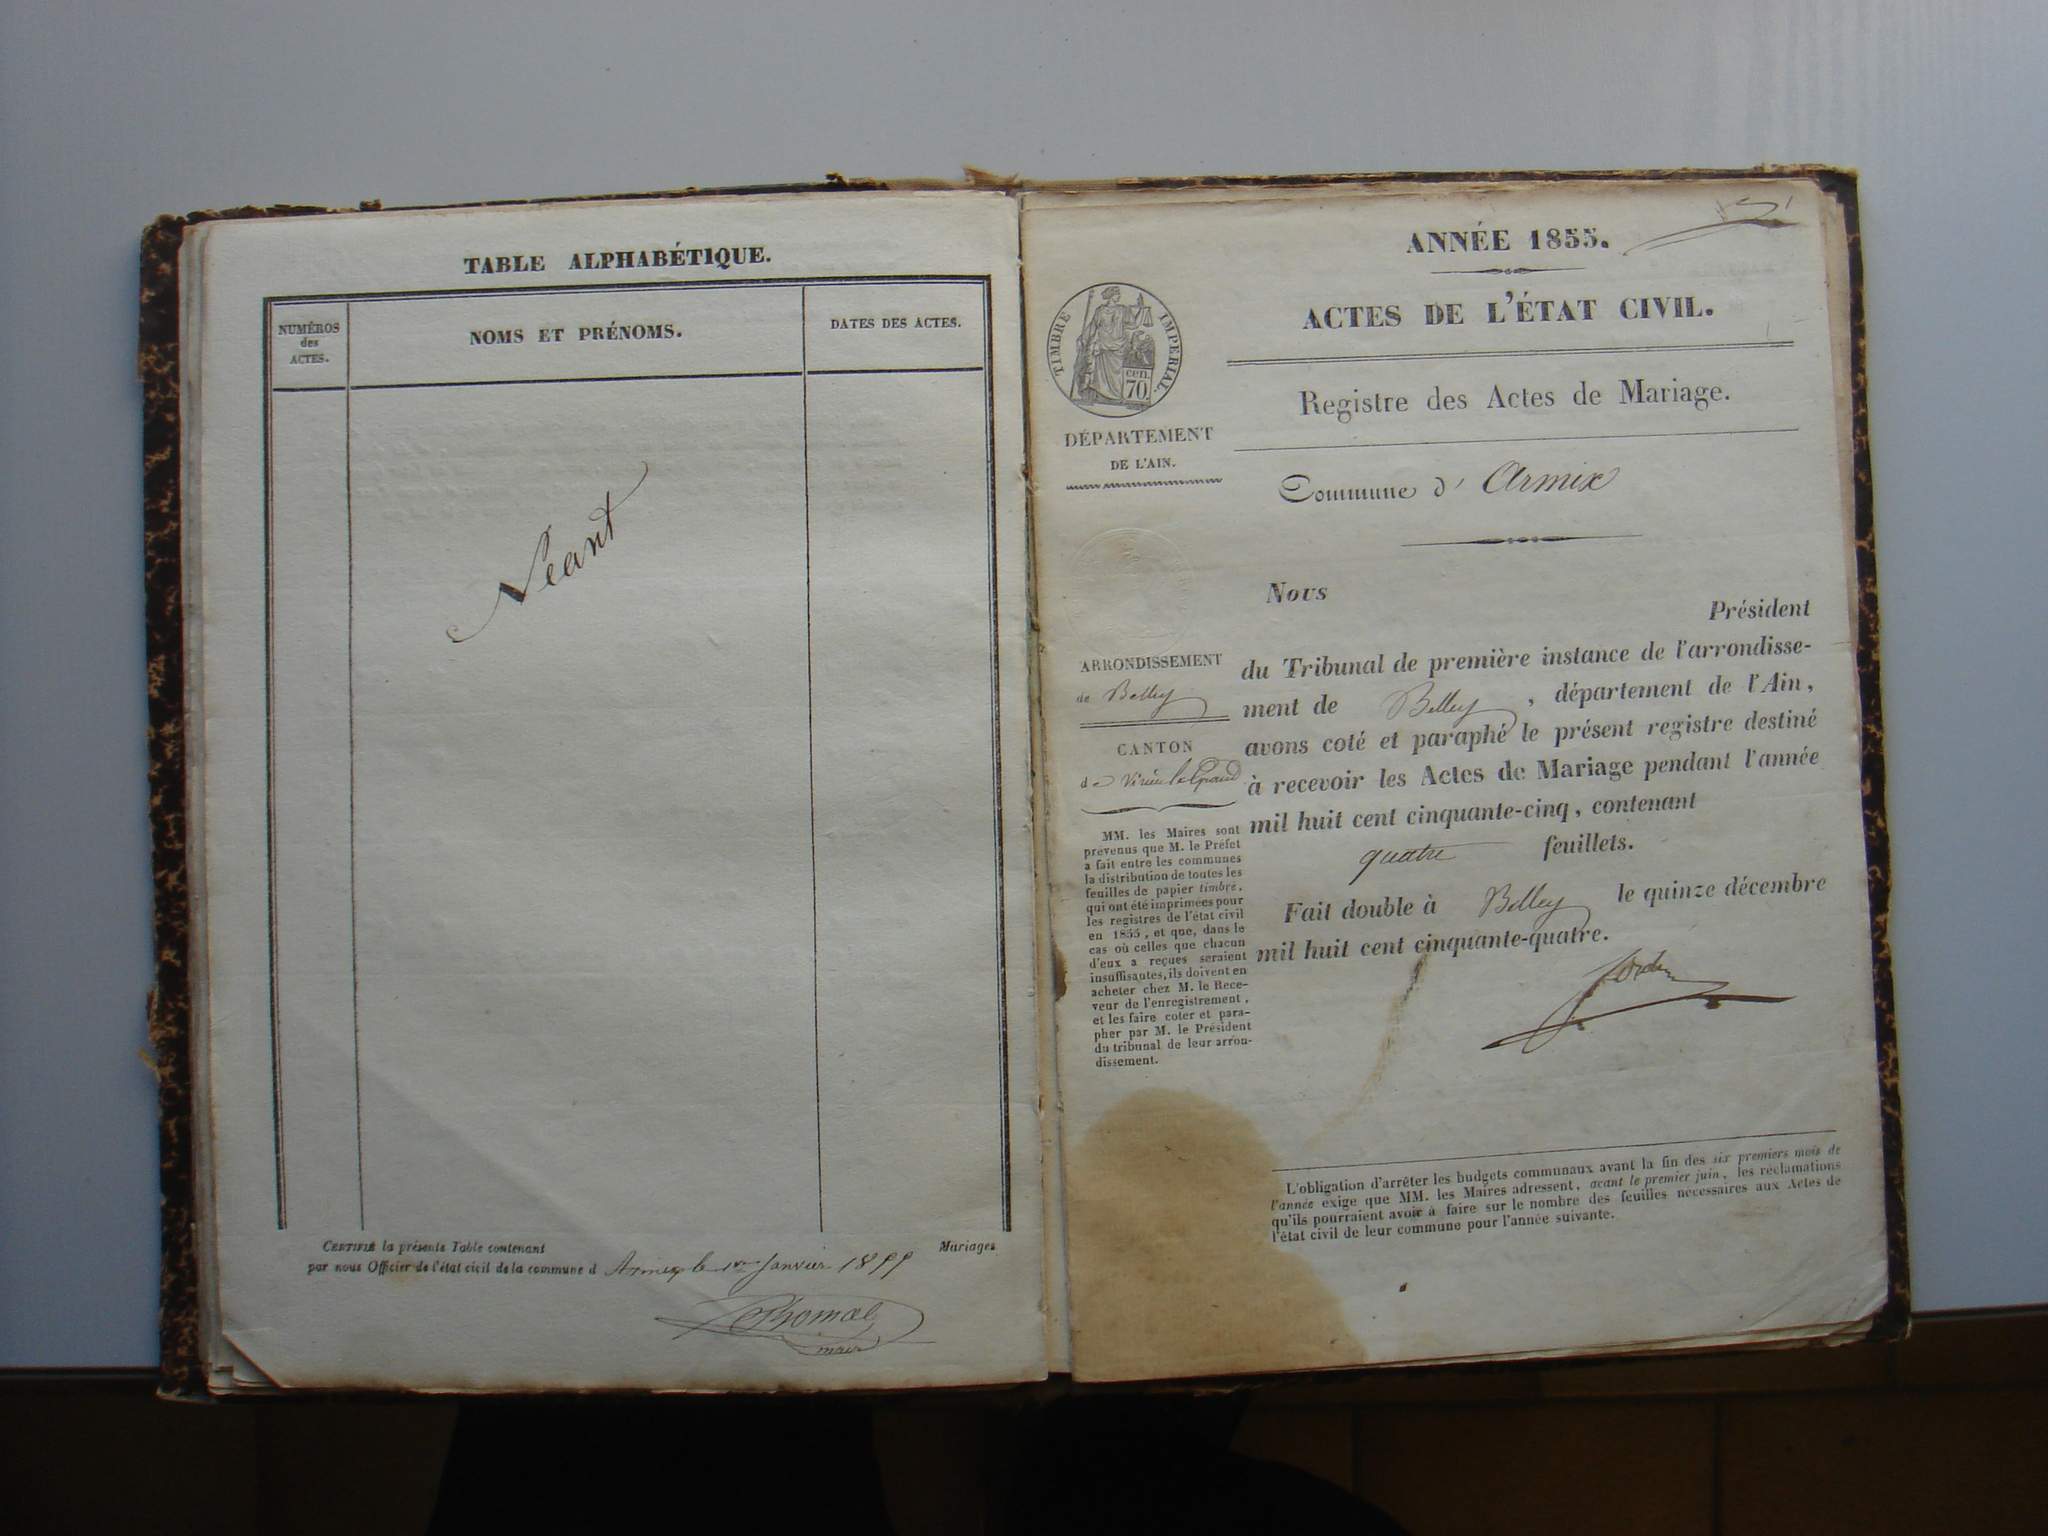 TABLE ALPHABÉTIQUE.
NUMÉROS
des
ACTES.
NOMS ET PRÉNOMS.
DATES DES ACTES.
Néant
CERTIFIÉ la présente Table contenant Mariages
par nous Officier de l'état civil de la commune d Armix le 1er Janvier 1855
Thomas
maire
ANNÉE 1855.
ACTES DE L'ÉTAT CIVIL.
TIMBRE IMPERIAL.
cen.
70.
Registre des Actes de Mariage.
DÉPARTEMENT
DE L'AIN.
Commune d' Armix
ARRONDISSEMENT
de Belley
CANTON
de Virieu le Grand
MM. les Maires sont
prévenus que M. le Préfet
a fait entre les communes
la distribution de toutes les
feuilles de papier timbré,
qui ont été imprimées pour
les registres de l'état civil
en 1855, et que, dans le
cas où celles que chacun
d'eux a reçues seraient
insuffisantes, ils doivent en
acheter chez M. le Rece-
veur de l'enregistrement,
et les faire coter et para-
pher par M. le Président
du tribunal de leur arron-
dissement.
Nous
Président
du Tribunal de première instance de l'arrondisse-
ment de Belley, département de l'Ain,
avons coté et paraphé le présent registre destiné
à recevoir les Actes de Mariage pendant l'année
mil huit cent cinquante-cinq, contenant
quatre feuillets.
Fait double à Belley le quinze décembre
mil huit cent cinquante-quatre.
L'obligation d'arrêter les budgets communaux avant la fin des six premiers mois de
l'année exige que MM. les Maires adressent, avant le premier juin, les réclamations
qu'ils pourraient avoir à faire sur le nombre des feuilles nécessaires aux Actes de
l'état civil de leur commune pour l'année suivante.